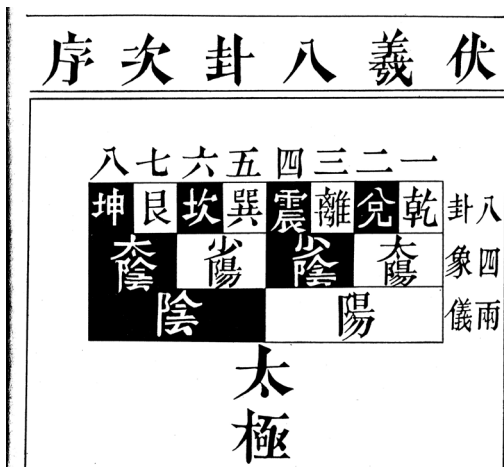 伏羲八卦次序
一二三四五六七八
八卦
乾兌離震巽坎艮坤
四象
太陽少陰少陽太陰
兩儀
陽陰
太極